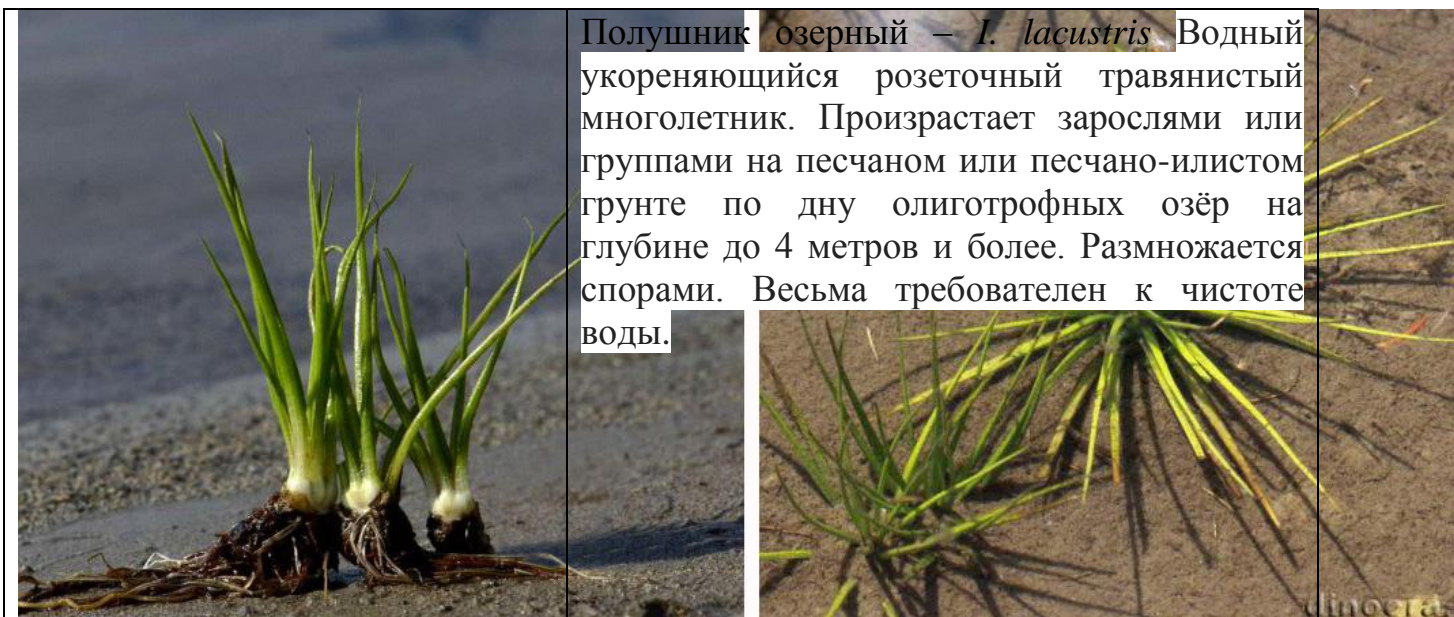 Полушник озерный – I. lacustris Водный
укореняющийся розеточный травянистый
многолетник. Произрастает зарослями или
группами на песчаном или песчано-илистом
грунте по дну олиготрофных озёр на
глубине до 4 метров и более. Размножается
спорами. Весьма требователен к чистоте
воды.
dinoera.